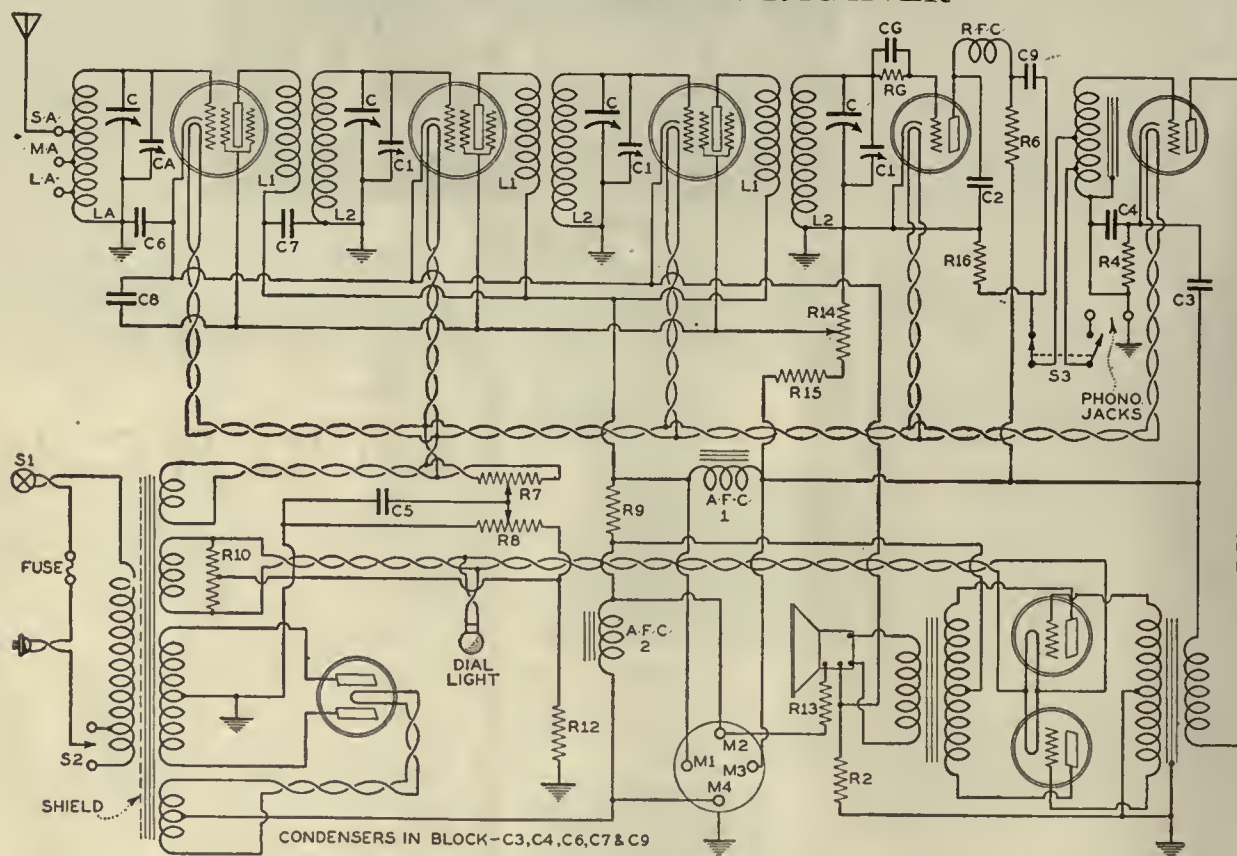 CG
R·F·C·
C9
C
C
C
C
S·A·
M·A·
L·A·
CA
C1
C1
C1
RG
R6
L1
L1
L1
LA
L2
L2
L2
C6
C7
C2
C4
R16
R4
C3
C8
R14
R15
S3
PHONO.
JACKS
S1
R7
C5
A·F·C·
1
R9
R8
FUSE
R10
A·F·C·
2
DIAL
LIGHT
R13
R12
M2
M1
M3
R2
S2
M4
SHIELD
CONDENSERS IN BLOCK-C3,C4,C6,C7&C9